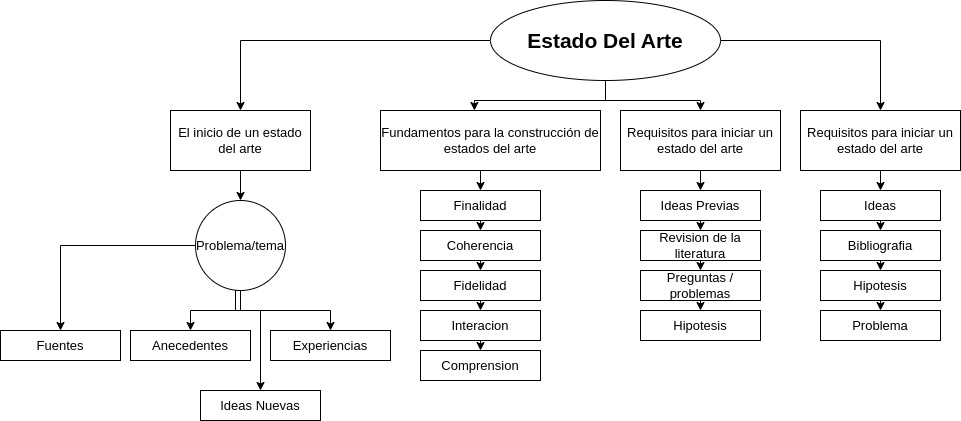 Estado Del Arte
El inicio de un estado
del arte
Fundamentos para la construcción de
estados del arte
Requisitos para iniciar un
estado del arte
Requisitos para iniciar un
estado del arte
Problema/tema
Fuentes
Anecedentes
Experiencias
Ideas Nuevas
Finalidad
Coherencia
Fidelidad
Interacion
Comprension
Ideas Previas
Revision de la
literatura
Preguntas /
problemas
Hipotesis
Ideas
Bibliografia
Hipotesis
Problema